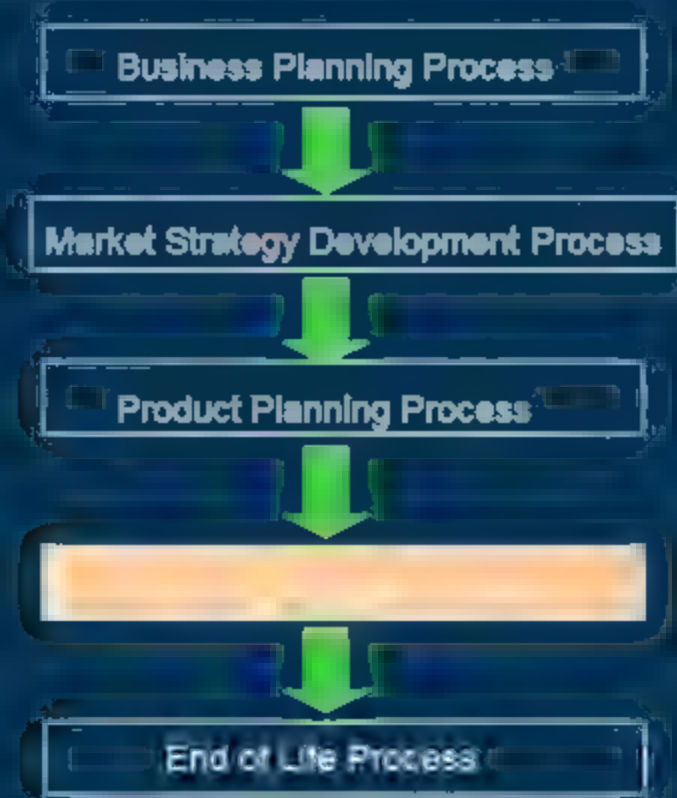 Business Planning Process
Market Strategy Development Process
Product Planning Process
End of Life Process